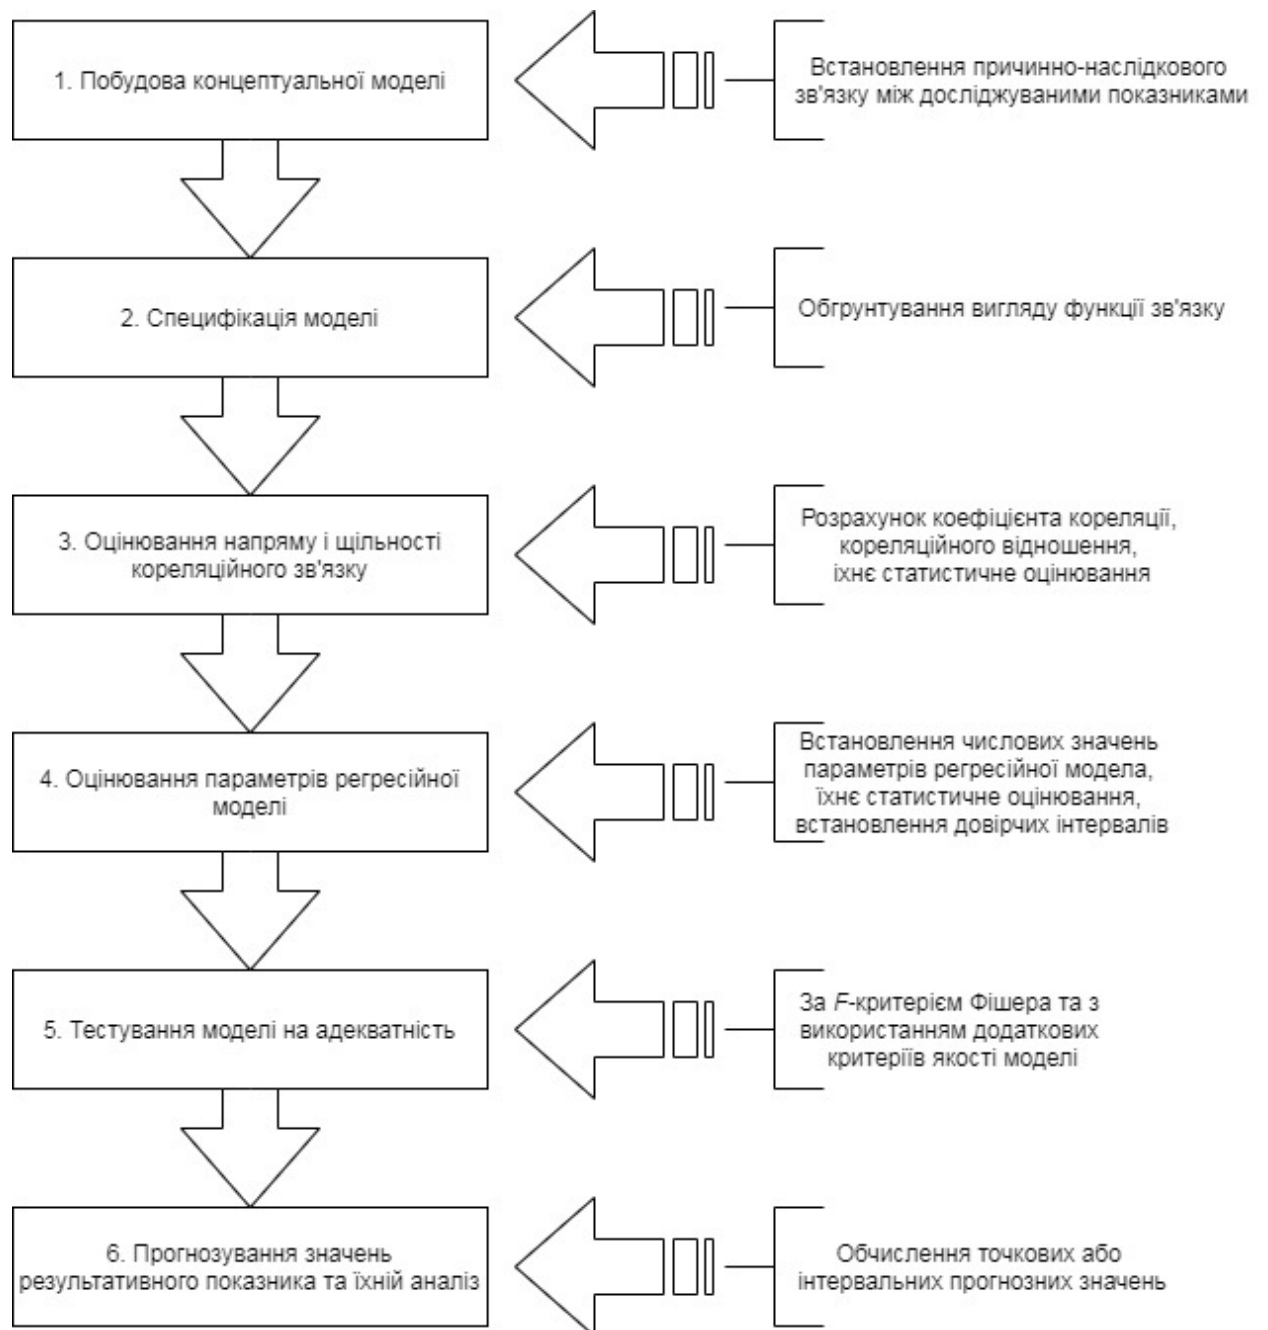 1. Побудова концептуальної моделі
Встановлення причинно-наслідкового
зв'язку між досліджуваними показниками
2. Специфікація моделі
Обгрунтування вигляду функції зв'язку
3. Оцінювання напряму і щільності
кореляційного зв'язку
Розрахунок коефіцієнта кореляції,
кореляційного відношення,
їхнє статистичне оцінювання
4. Оцінювання параметрів регресійної
моделі
Встановлення числових значень
параметрів регресійної модела,
їхнє статистичне оцінювання,
встановлення довірчих інтервалів
5. Тестування моделі на адекватність
За F-критерієм Фішера та з
використанням додаткових
критеріїв якості моделі
6. Прогнозування значень
результативного показника та їхній аналіз
Обчислення точкових або
інтервальних прогнозних значень